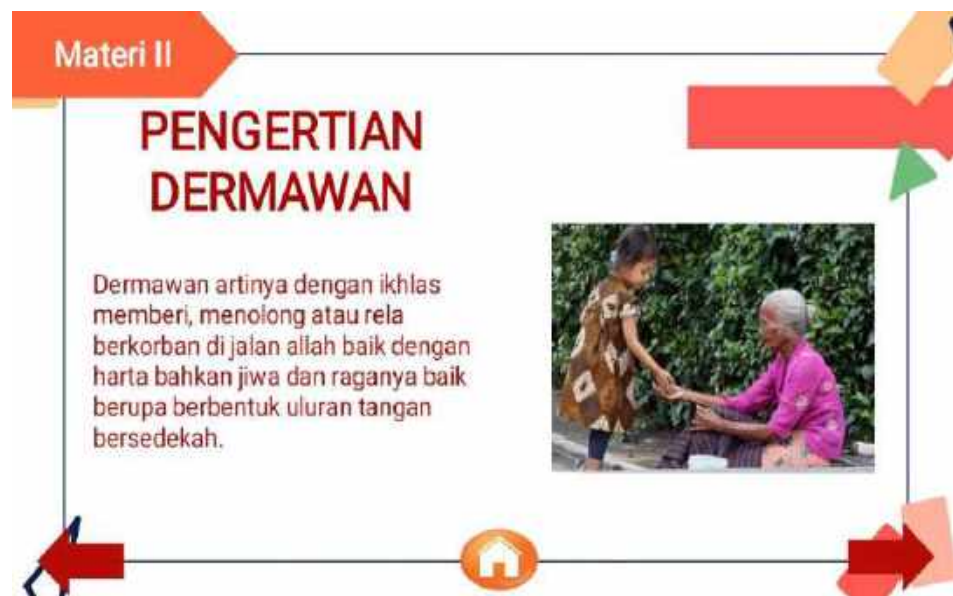 Materi II
PENGERTIAN
DERMAWAN
Dermawan artinya dengan ikhlas
memberi, menolong atau rela
berkorban di jalan allah baik dengan
harta bahkan jiwa dan raganya baik
berupa berbentuk uluran tangan
bersedekah.